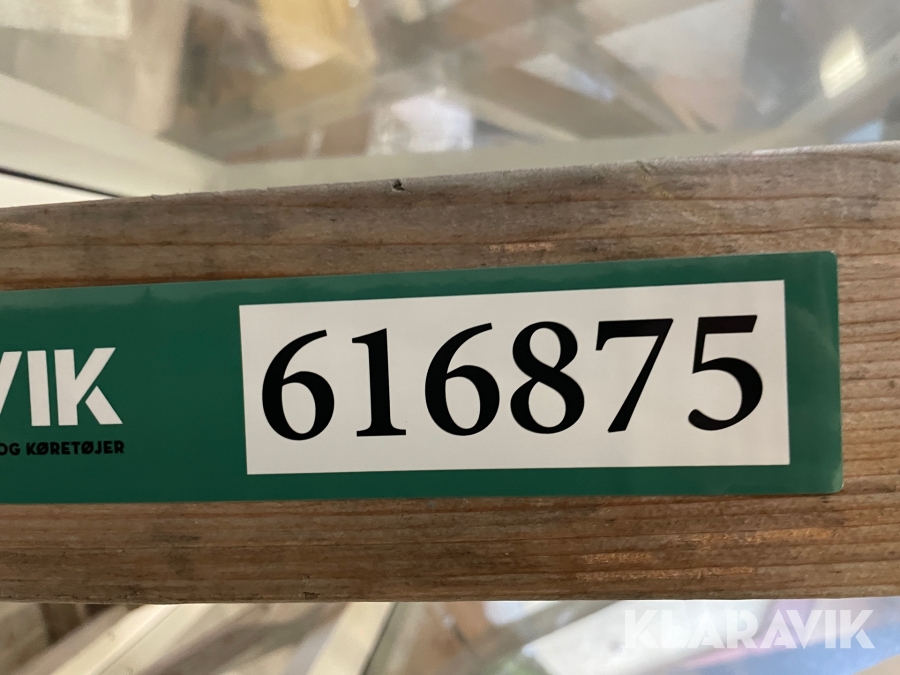 VIK
OG KØRETØJER
616875
KLARAVIK